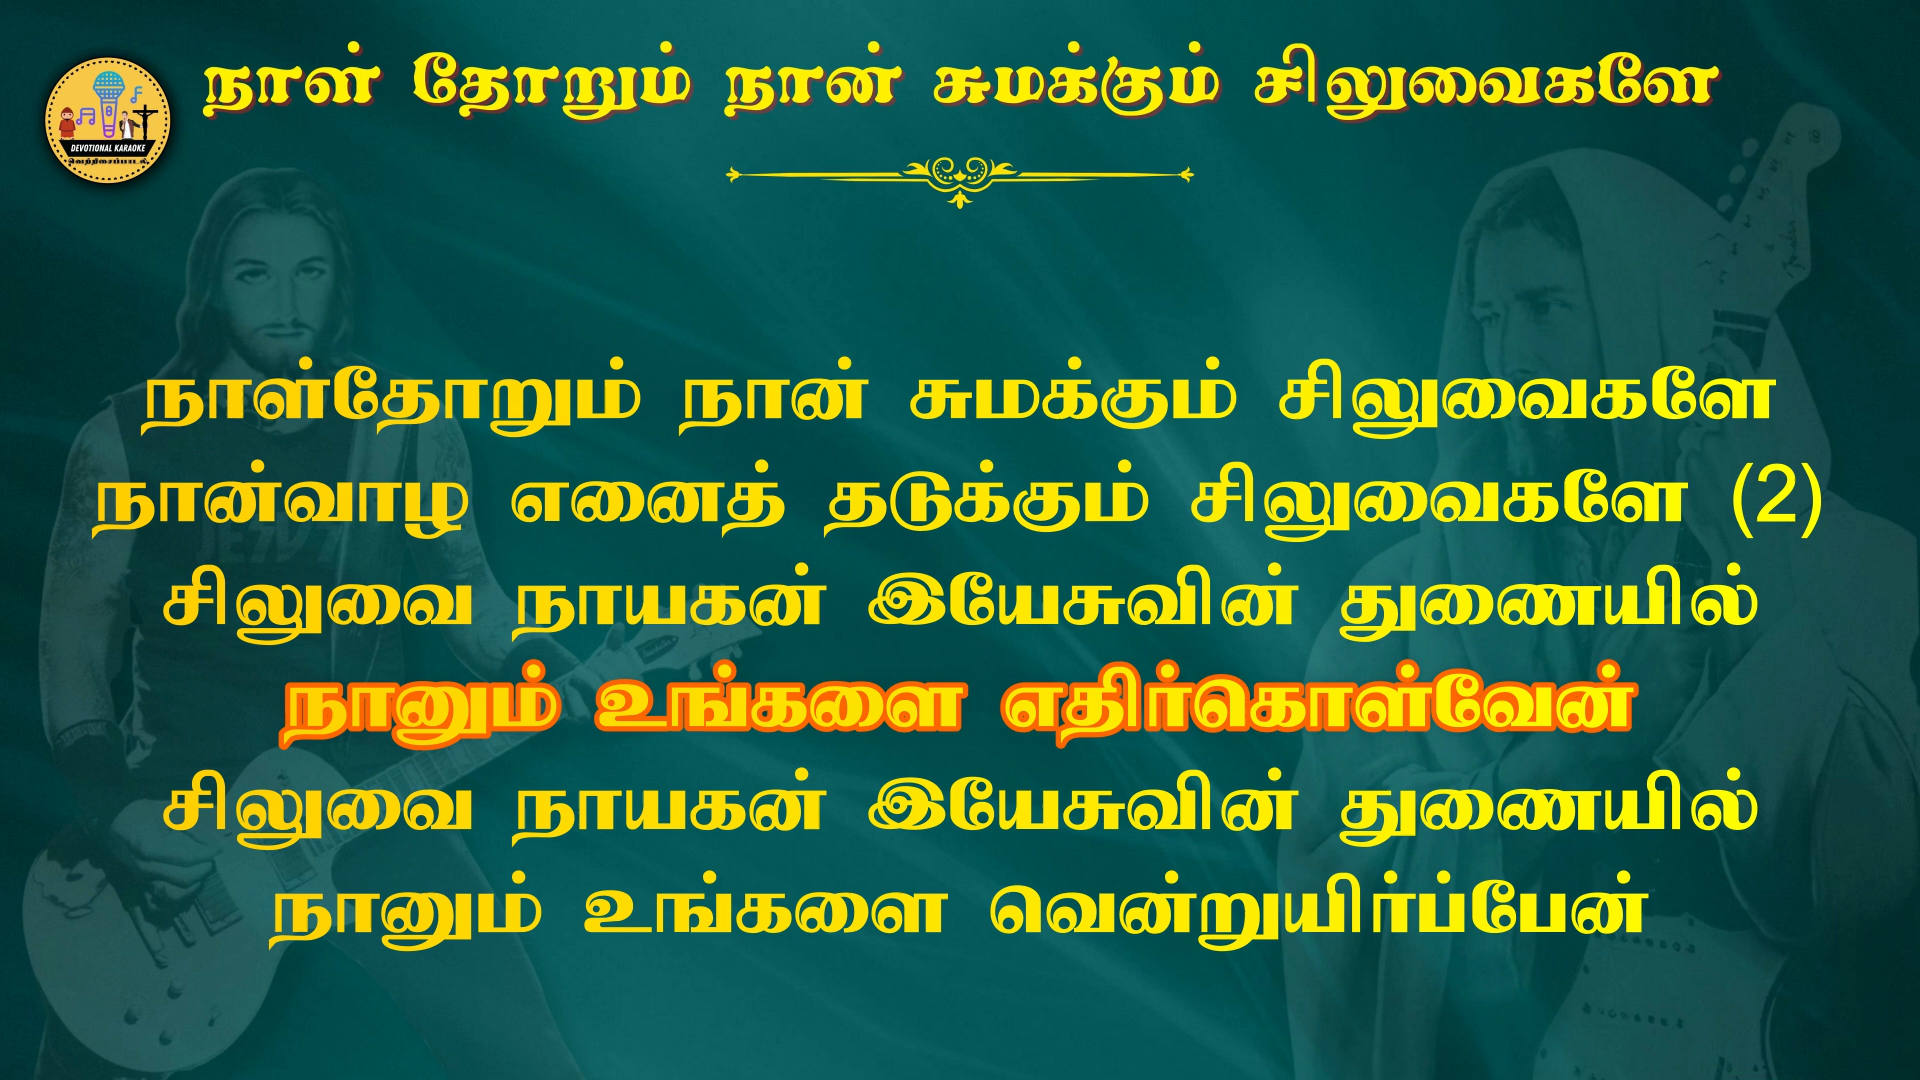 நாள் தோறும் நான் சுமக்கும் சிலுவைகளே
DEVOTIONAL KARAOKE
நாள்தோறும் நான் சுமக்கும் சிலுவைகளே
நான்வாழ எனைத் தடுக்கும் சிலுவைகளே (2)
சிலுவை நாயகன் இயேசுவின் துணையில்
நானும் உங்களை எதிர்கொள்வேன்
சிலுவை நாயகன் இயேசுவின் துணையில்
நானும் உங்களை வென்றுயிர்ப்பேன்